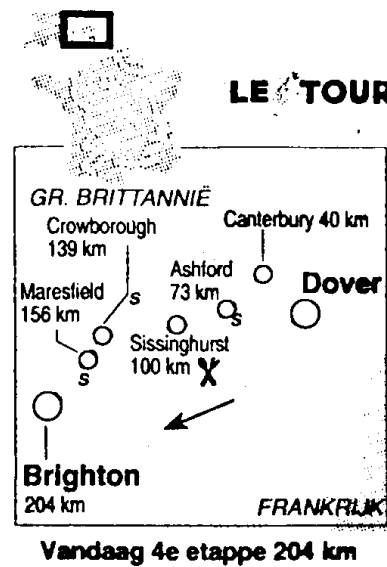 LE TOUR
GR. BRITTANNIË
Crowborough
139 km
Canterbury 40 km
Ashford
73 km
Dover
Maresfield
156 km
S
S
Sissinghurst
100 km
S
Brighton
204 km
FRANKRIJK
Vandaag 4e etappe 204 km